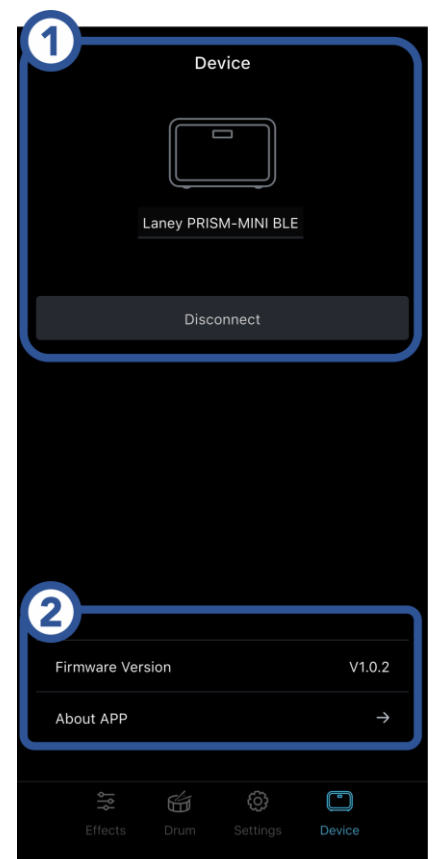 1
Device
Laney PRISM-MINI BLE
Disconnect
2
Firmware Version V1.0.2
About APP →
Effects Drum Settings Device